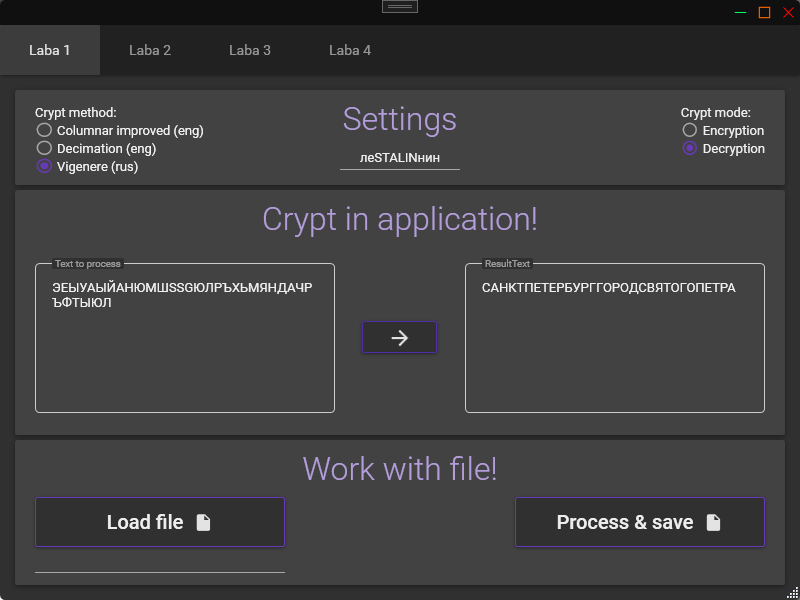 Laba 1
Laba 2
Laba 3
Laba 4
Crypt method:
Columnar improved (eng)
Decimation (eng)
Vigenere (rus)
Settings
леSTALINнин
Crypt mode:
Encryption
Decryption
Crypt in application!
Text to process
ЭЕЫУАЫЙАНЮМШSSGЮЛРЪХЬМЯНДАЧР
ЪФТЫЮЛ
ResultText
САНКТПЕТЕРБУРГГОРОДСВЯТОГОПЕТРА
Work with file!
Load file
Process & save